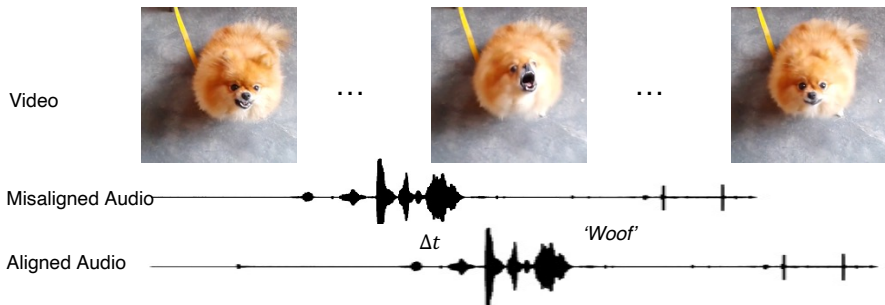 Video
... ...
Misaligned Audio
Δt 'Woof'
Aligned Audio